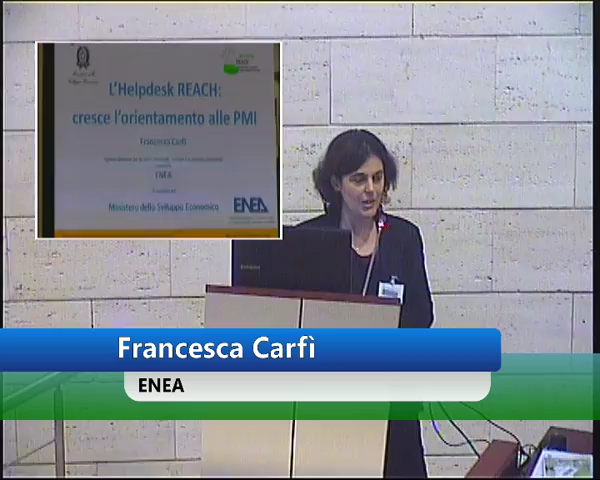 L'Helpdesk REACH:
cresce l'orientamento alle PMI
Francesca Carfì
ENEA
Ministero dello Sviluppo Economico
ENEA
Francesca Carfì
ENEA